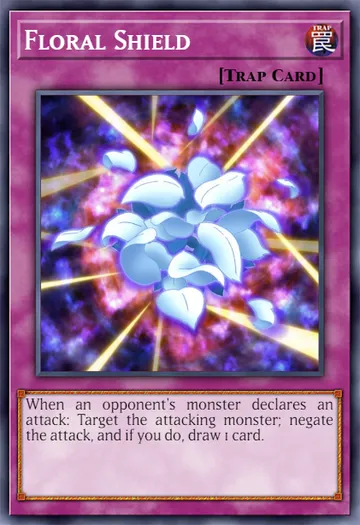 Floral Shield
TRAP
罠
[Trap Card]
When an opponent's monster declares an
attack: Target the attacking monster; negate
the attack, and if you do, draw 1 card.